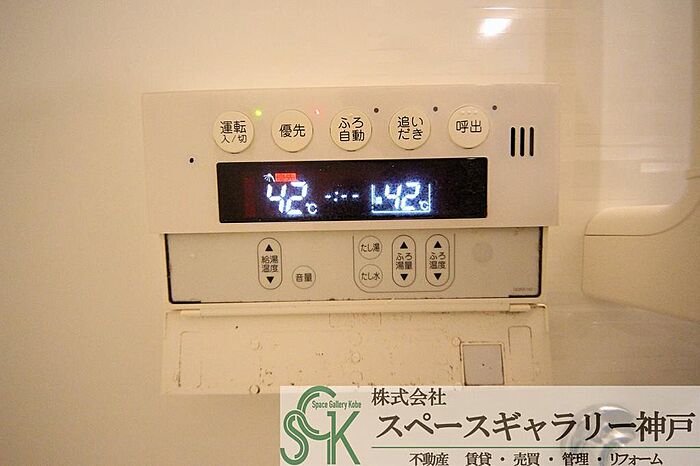 運転
入/切
優先
ふろ
自動
追い
だき
呼出
42℃ -:-- 42℃
給湯
温度
音量
たし湯
たし水
ふろ
湯量
ふろ
温度
Space Gallery Kobe
SGK
株式会社
スペースギャラリー神戸
不動産 賃貸・売買・管理・リフォーム